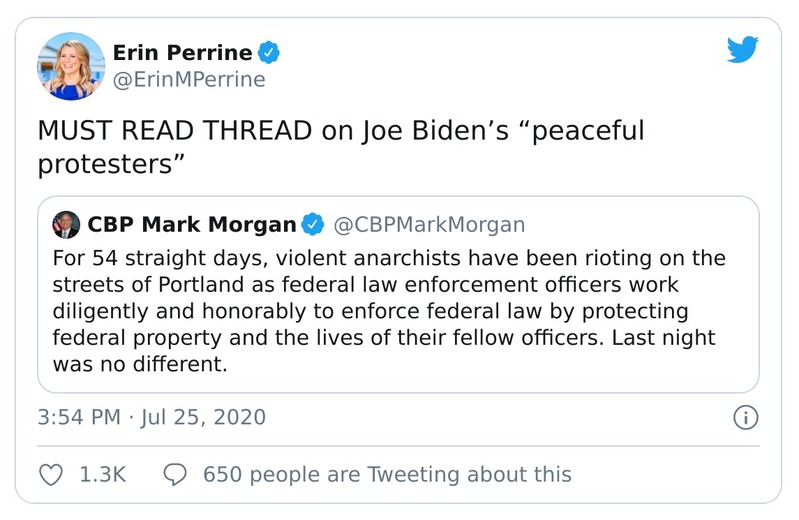 Erin Perrine
@ErinMPerrine
MUST READ THREAD on Joe Biden’s “peaceful
protesters”
CBP Mark Morgan @CBPMarkMorgan
For 54 straight days, violent anarchists have been rioting on the
streets of Portland as federal law enforcement officers work
diligently and honorably to enforce federal law by protecting
federal property and the lives of their fellow officers. Last night
was no different.
3:54 PM · Jul 25, 2020
1.3K 650 people are Tweeting about this